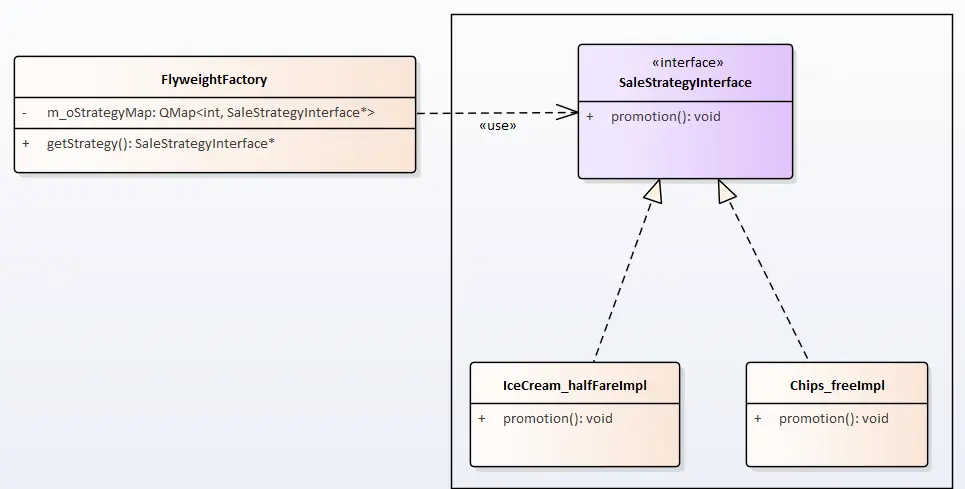 FlyweightFactory
- m_oStrategyMap: QMap<int, SaleStrategyInterface*>
+ getStrategy(): SaleStrategyInterface*
«use»
«interface»
SaleStrategyInterface
+ promotion(): void
IceCream_halfFareImpl
+ promotion(): void
Chips_freeImpl
+ promotion(): void